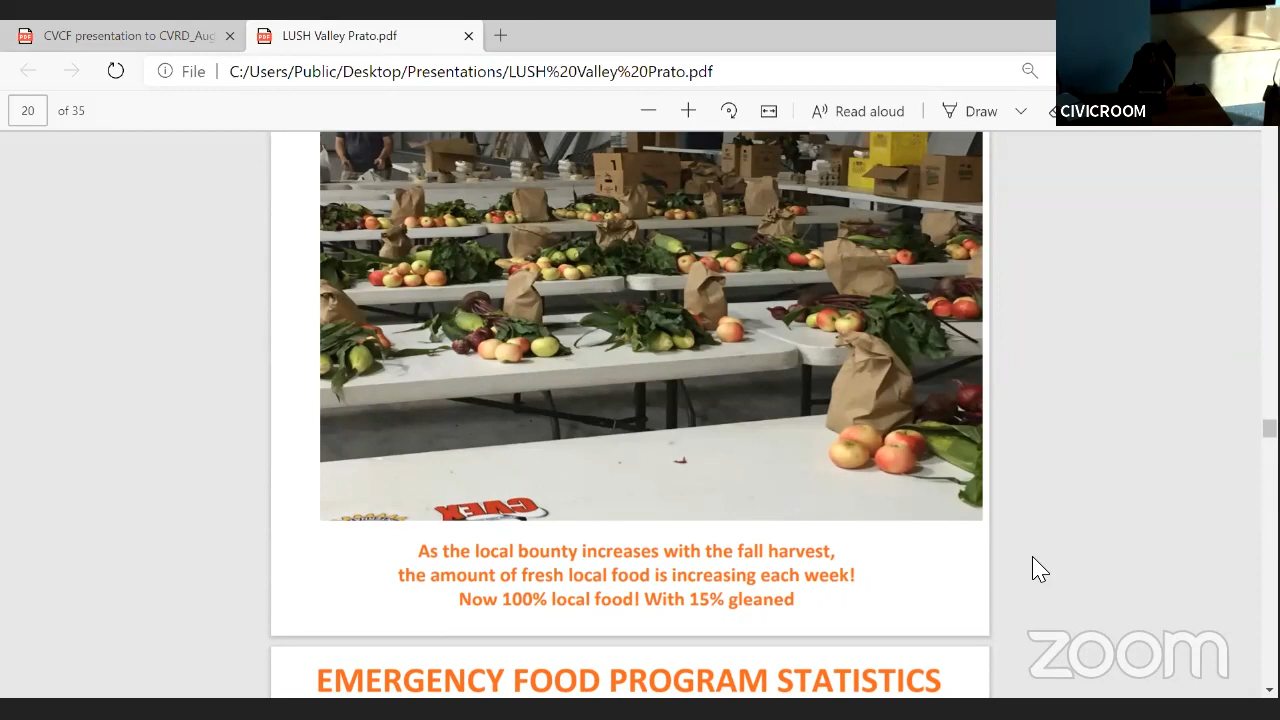 CVCF presentation to CVRD_Aug
LUSH Valley Prato.pdf
File
C:/Users/Public/Desktop/Presentations/LUSH%20Valley%20Prato.pdf
20 of 35
Read aloud
Draw
CIVICROOM
CVEX
As the local bounty increases with the fall harvest,
the amount of fresh local food is increasing each week!
Now 100% local food! With 15% gleaned
zoom
EMERGENCY FOOD PROGRAM STATISTICS